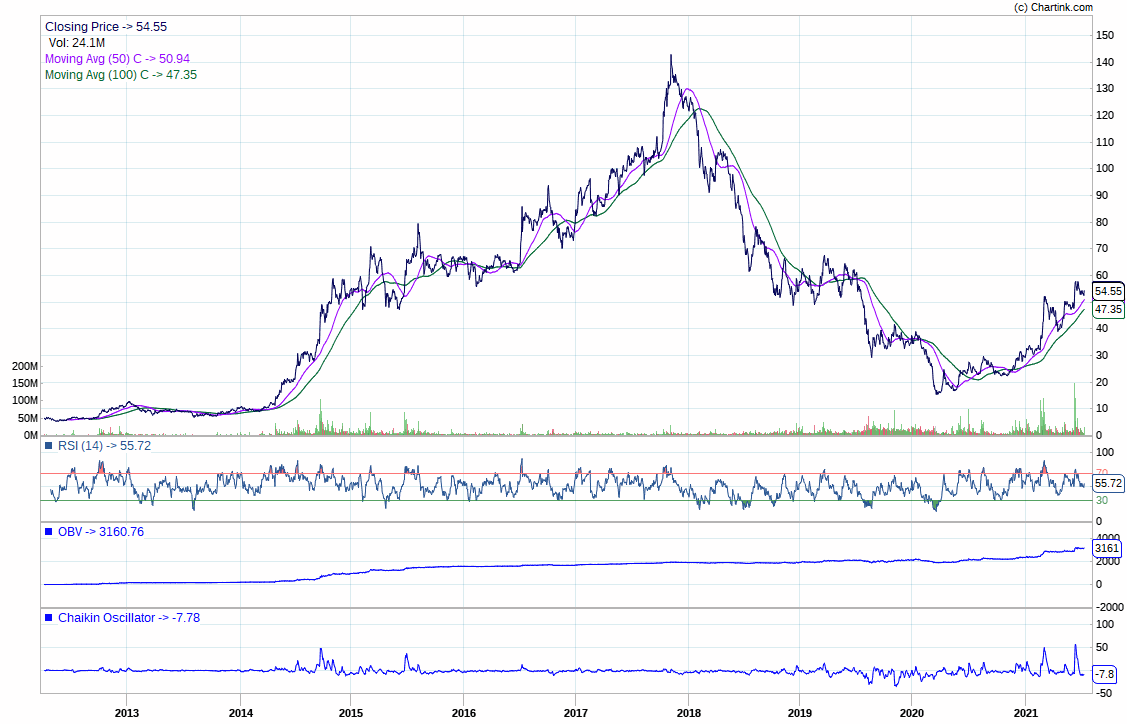 (c) Chartink.com
Closing Price -> 54.55
Vol: 24.1M
Moving Avg (50) C -> 50.94
Moving Avg (100) C -> 47.35
150
140
130
120
110
100
90
80
70
60
54.55
47.35
40
30
20
10
0
200M
150M
100M
50M
0M
RSI (14) -> 55.72
100
70
55.72
30
0
OBV -> 3160.76
4000
3161
2000
0
-2000
Chaikin Oscillator -> -7.78
100
50
-7.8
-50
2013 2014 2015 2016 2017 2018 2019 2020 2021